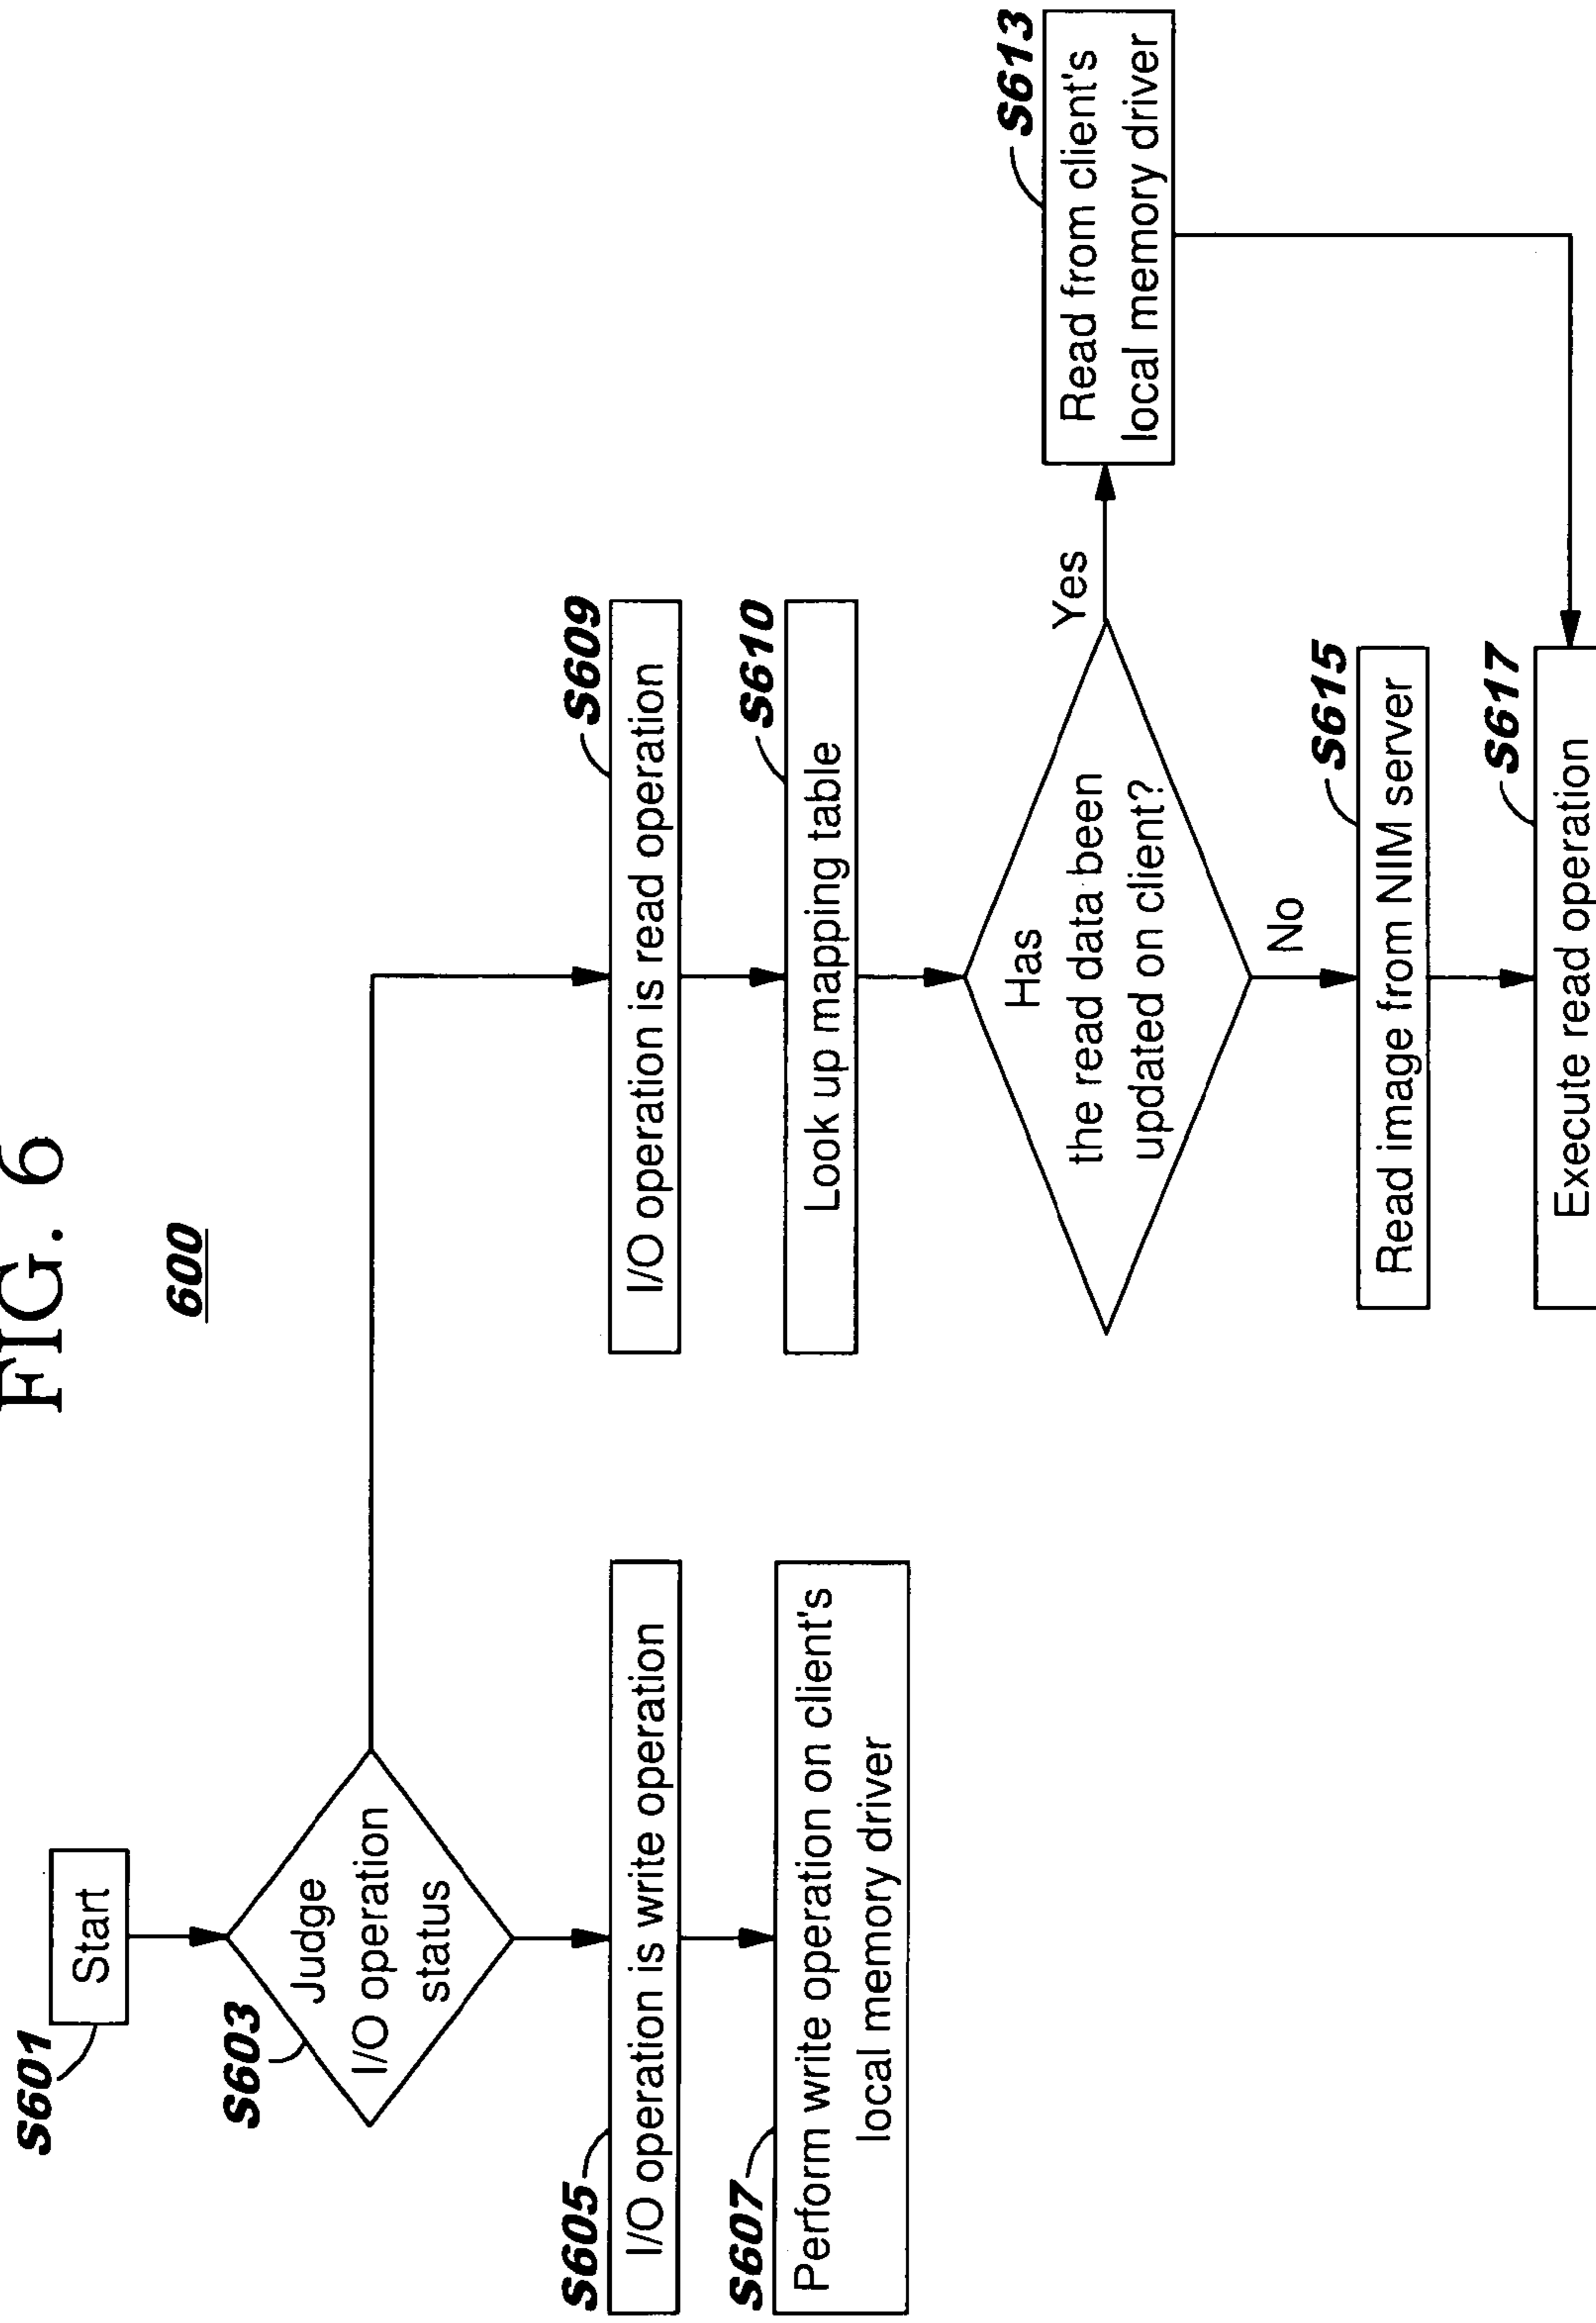 FIG. 6
600
S601
Start
S603
Judge
I/O operation
status
S605
I/O operation is write operation
S607
Perform write operation on client's
local memory driver
S609
I/O operation is read operation
S610
Look up mapping table
Has
the read data been
updated on client?
Yes
S613
Read from client's
local memory driver
No
S615
Read image from NIM server
S617
Execute read operation